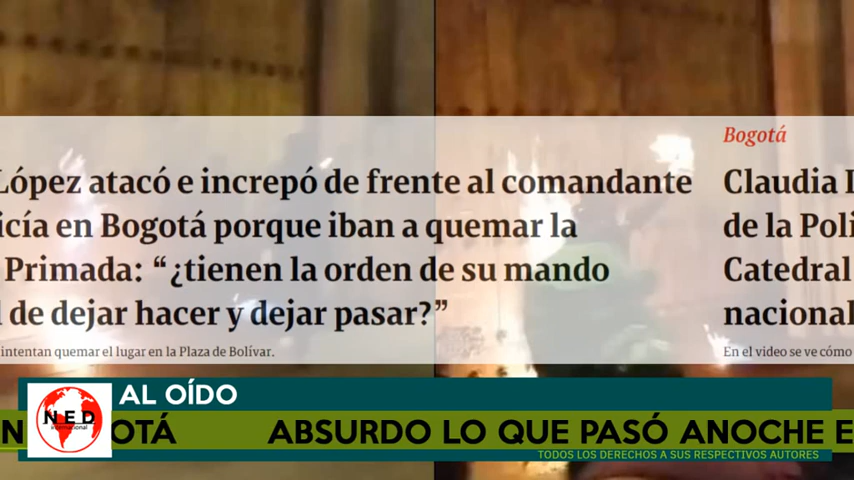 López atacó e increpó de frente al comandante
icía en Bogotá porque iban a quemar la
Primada: “¿tienen la orden de su mando
l de dejar hacer y dejar pasar?”
intentan quemar el lugar en la Plaza de Bolívar.
Bogotá
Claudia L
de la Poli
Catedral
nacional
En el video se ve cómo
AL OÍDO
NED
internacional
N
OTÁ
ABSURDO LO QUE PASÓ ANOCHE E
TODOS LOS DERECHOS A SUS RESPECTIVOS AUTORES